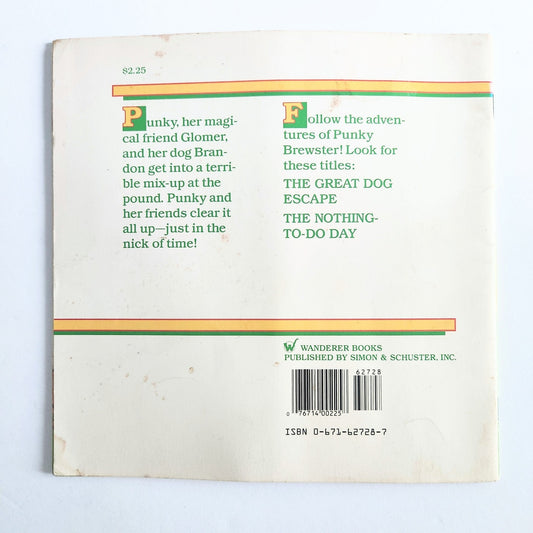 $2.25
Punky, her magi-
cal friend Glomer,
and her dog Bran-
don get into a terri-
ble mix-up at the
pound. Punky and
her friends clear it
all up—just in the
nick of time!
Follow the adven-
tures of Punky
Brewster! Look for
these titles:
THE GREAT DOG
ESCAPE
THE NOTHING-
TO-DO DAY
W WANDERER BOOKS
PUBLISHED BY SIMON & SCHUSTER, INC.
62728
0 76714 00225
ISBN 0-671-62728-7